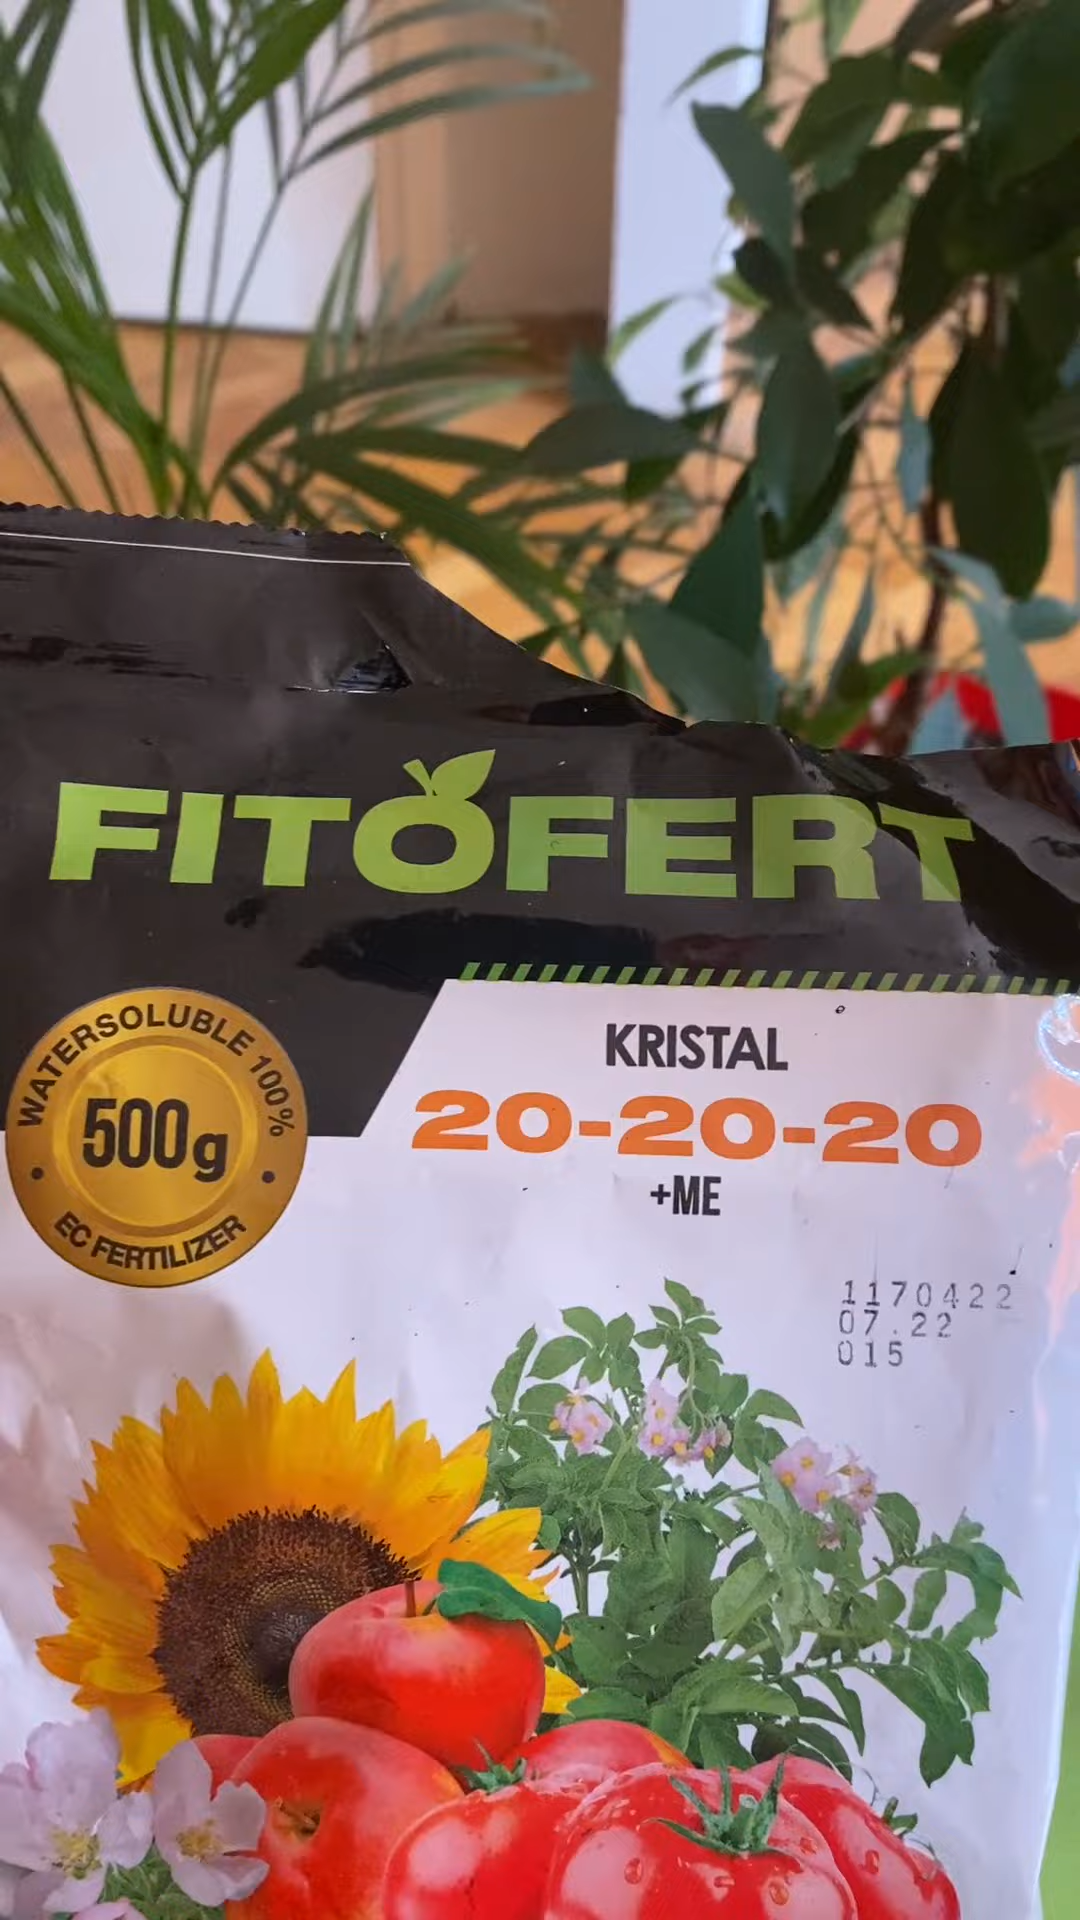 FITOFERT
WATERSOLUBLE 100%
500g
EC FERTILIZER
KRISTAL
20-20-20
+ME
1170422
07.22
015